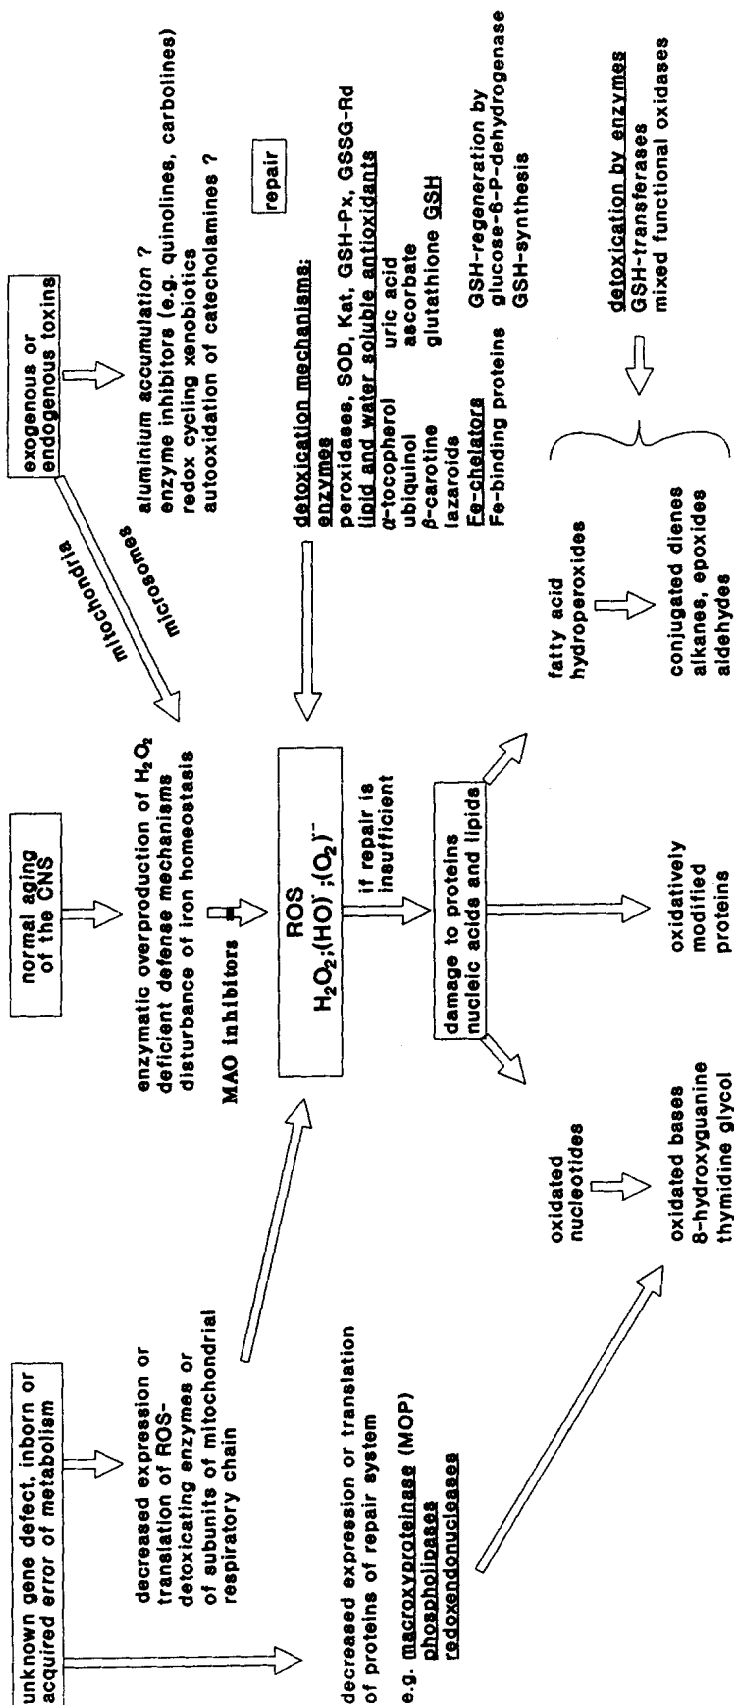 unknown gene defect, inborn or
acquired error of metabolism
decreased expression or
translation of ROS-
detoxicating enzymes or
of subunits of mitochondrial
respiratory chain
decreased expression or translation
of proteins of repair system
e.g. macroxyproteinase (MOP)
phospholipases
redoxendonucleases
normal aging
of the CNS
enzymatic overproduction of H₂O₂
deficient defense mechanisms
disturbance of iron homeostasis
MAO inhibitors
ROS
H₂O₂;(HO)˙;(O₂)˙⁻
if repair is
insufficient
damage to proteins
nucleic acids and lipids
oxidated
nucleotides
oxidated bases
8-hydroxyguanine
thymidine glycol
oxidatively
modified
proteins
fatty acid
hydroperoxides
conjugated dienes
alkanes, epoxides
aldehydes
exogenous or
endogenous toxins
mitochondria
microsomes
aluminium accumulation ?
enzyme inhibitors (e.g. quinolines, carbolines)
redox cycling xenobiotics
autooxidation of catecholamines ?
repair
detoxication mechanisms:
enzymes
peroxidases, SOD, Kat, GSH-Px, GSSG-Rd
lipid and water soluble antioxidants
α-tocopherol uric acid
ubiquinol ascorbate
β-carotine glutathione GSH
lazaroids
Fe-chelators GSH-regeneration by
Fe-binding proteins glucose-6-P-dehydrogenase
GSH-synthesis
detoxication by enzymes
GSH-transferases
mixed functional oxidases